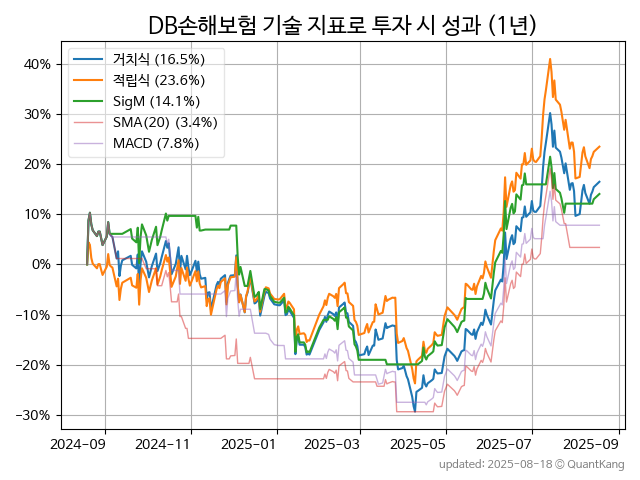 DB손해보험 기술 지표로 투자 시 성과 (1년)
거치식 (16.5%)
적립식 (23.6%)
SigM (14.1%)
SMA(20) (3.4%)
MACD (7.8%)
40%
30%
20%
10%
0%
−10%
−20%
−30%
2024-09 2024-11 2025-01 2025-03 2025-05 2025-07 2025-09
updated: 2025-08-18 © QuantKang